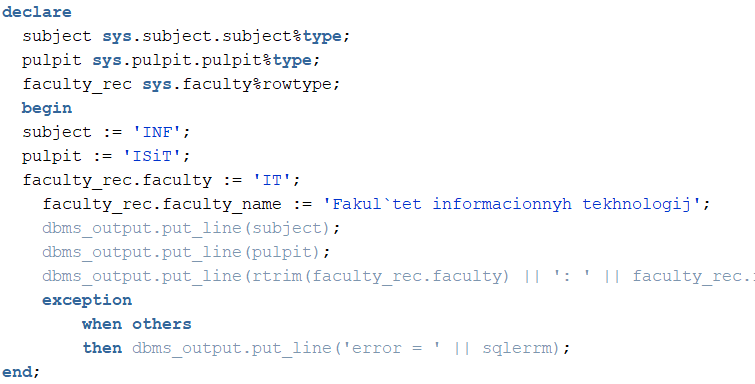 declare
subject sys.subject.subject%type;
pulpit sys.pulpit.pulpit%type;
faculty_rec sys.faculty%rowtype;
begin
subject := 'INF';
pulpit := 'ISiT';
faculty_rec.faculty := 'IT';
faculty_rec.faculty_name := 'Fakul`tet informacionnyh tekhnologij';
dbms_output.put_line(subject);
dbms_output.put_line(pulpit);
dbms_output.put_line(rtrim(faculty_rec.faculty) || ': ' || faculty_rec.
exception
when others
then dbms_output.put_line('error = ' || sqlerrm);
end;